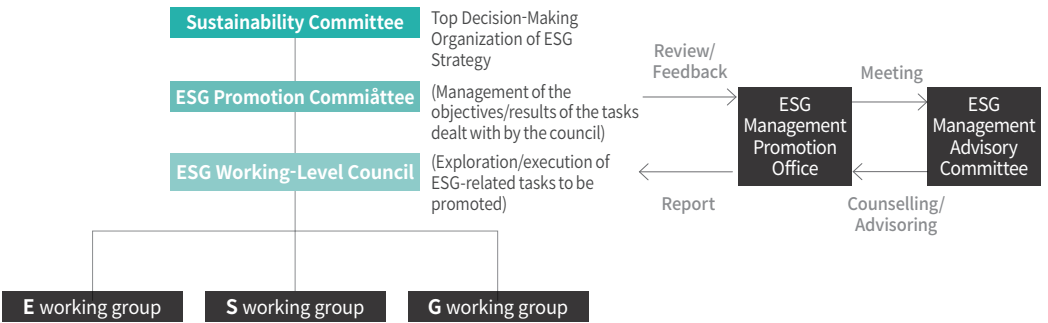 Sustainability Committee
Top Decision-Making
Organization of ESG
Strategy
ESG Promotion Commiåttee
(Management of the
objectives/results of the tasks
dealt with by the council)
ESG Working-Level Council
(Exploration/execution of
ESG-related tasks to be
promoted)
Review/
Feedback
Report
ESG
Management
Promotion
Office
Meeting
Counselling/
Advisoring
ESG
Management
Advisory
Committee
E working group
S working group
G working group